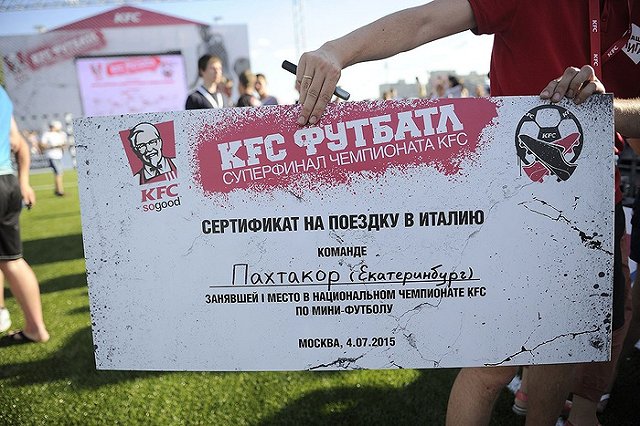 KFC
KFC ФУТБАТЛ
СУПЕРФИНАЛ ЧЕМПИОНАТА KFC
KFC
so good
KFC
СЕРТИФИКАТ НА ПОЕЗДКУ В ИТАЛИЮ
КОМАНДЕ
Пахтакор (Екатеринбург)
ЗАНЯВШЕЙ I МЕСТО В НАЦИОНАЛЬНОМ ЧЕМПИОНАТЕ KFC
ПО МИНИ-ФУТБОЛУ
МОСКВА, 4.07.2015